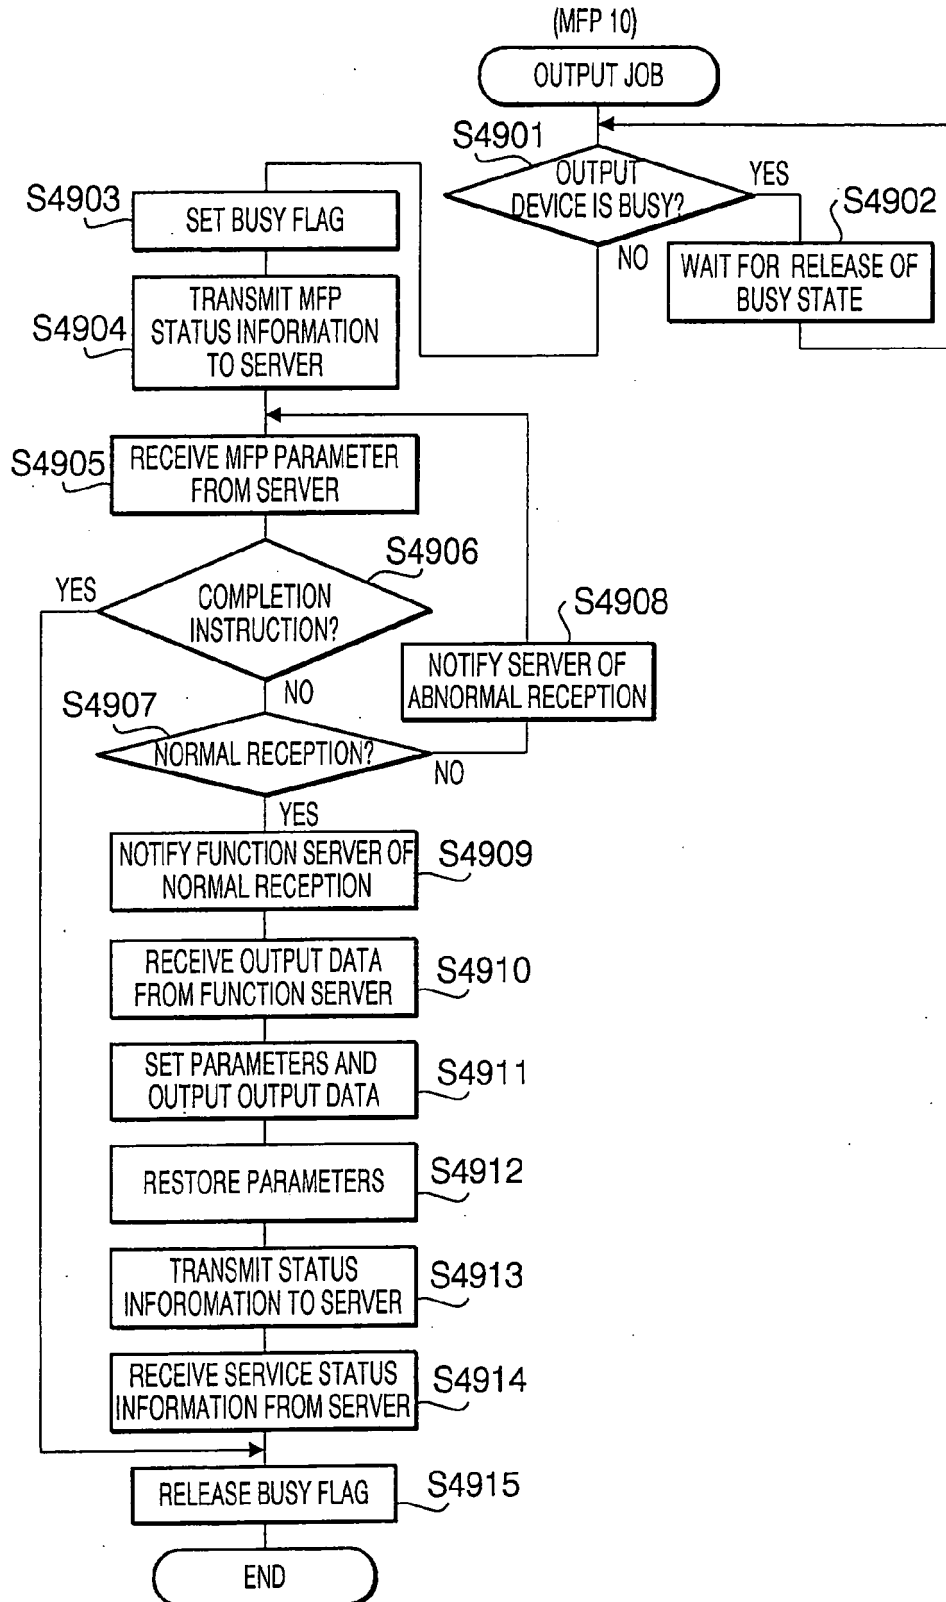 (MFP 10)
OUTPUT JOB
S4901
OUTPUT
DEVICE IS BUSY?
YES
NO
S4902
WAIT FOR RELEASE OF
BUSY STATE
S4903
SET BUSY FLAG
S4904
TRANSMIT MFP
STATUS INFORMATION
TO SERVER
S4905
RECEIVE MFP PARAMETER
FROM SERVER
S4906
YES
COMPLETION
INSTRUCTION?
NO
S4908
NOTIFY SERVER OF
ABNORMAL RECEPTION
S4907
NORMAL RECEPTION?
NO
YES
NOTIFY FUNCTION SERVER OF
NORMAL RECEPTION
S4909
RECEIVE OUTPUT DATA
FROM FUNCTION SERVER
S4910
SET PARAMETERS AND
OUTPUT OUTPUT DATA
S4911
RESTORE PARAMETERS
S4912
TRANSMIT STATUS
INFOROMATION TO SERVER
S4913
RECEIVE SERVICE STATUS
INFORMATION FROM SERVER
S4914
RELEASE BUSY FLAG
S4915
END